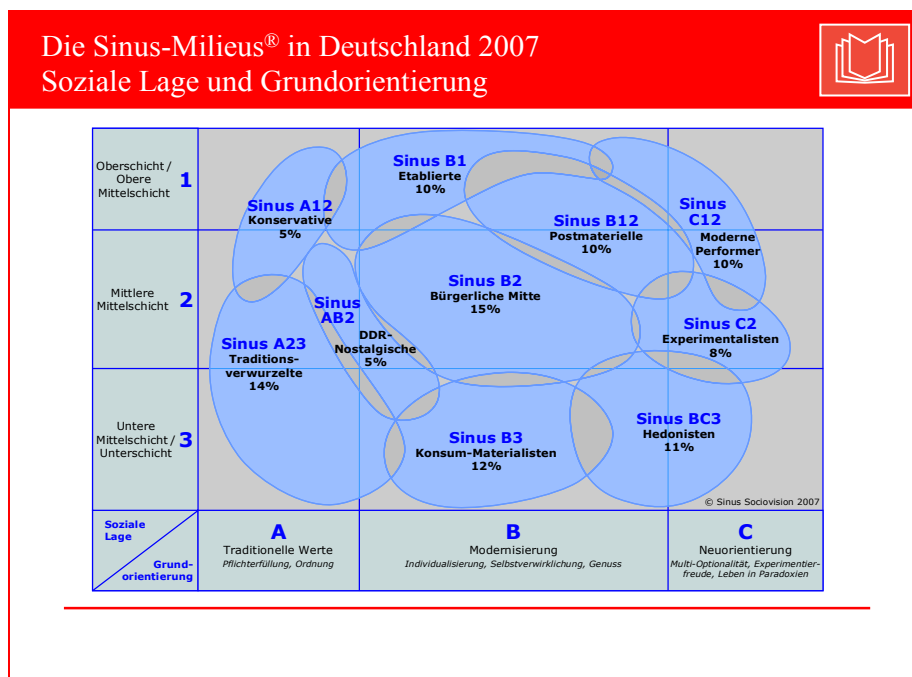 Die Sinus-Milieus® in Deutschland 2007
Soziale Lage und Grundorientierung
Oberschicht /
Obere
Mittelschicht
1
Sinus A12
Konservative
5%
Sinus B1
Etablierte
10%
Sinus B12
Postmaterielle
10%
Sinus
C12
Moderne
Performer
10%
Mittlere
Mittelschicht
2
Sinus A23
Traditions-
verwurzelte
14%
Sinus
AB2
DDR-
Nostalgische
5%
Sinus B2
Bürgerliche Mitte
15%
Sinus C2
Experimentalisten
8%
Untere
Mittelschicht /
Unterschicht
3
Sinus B3
Konsum-Materialisten
12%
Sinus BC3
Hedonisten
11%
© Sinus Sociovision 2007
Soziale
Lage
Grund-
orientierung
A
Traditionelle Werte
Pflichterfüllung, Ordnung
B
Modernisierung
Individualisierung, Selbstverwirklichung, Genuss
C
Neuorientierung
Multi-Optionalität, Experimentier-
freude, Leben in Paradoxien